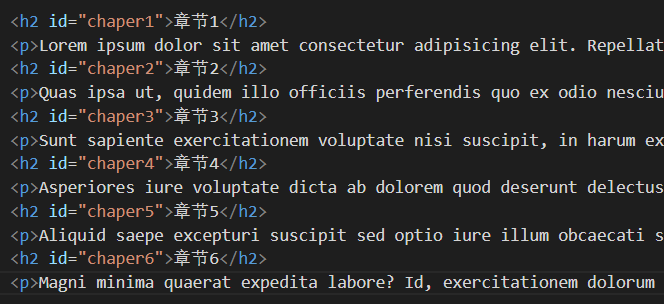 <h2 id="chaper1">章节1</h2>
<p>Lorem ipsum dolor sit amet consectetur adipisicing elit. Repellat
<h2 id="chaper2">章节2</h2>
<p>Quas ipsa ut, quidem illo officiis perferendis quo ex odio nesciu
<h2 id="chaper3">章节3</h2>
<p>Sunt sapiente exercitationem voluptate nisi suscipit, in harum ex
<h2 id="chaper4">章节4</h2>
<p>Asperiores iure voluptate dicta ab dolorem quod deserunt delectus
<h2 id="chaper5">章节5</h2>
<p>Aliquid saepe excepturi suscipit sed optio iure illum obcaecati s
<h2 id="chaper6">章节6</h2>
<p>Magni minima quaerat expedita labore? Id, exercitationem dolorum